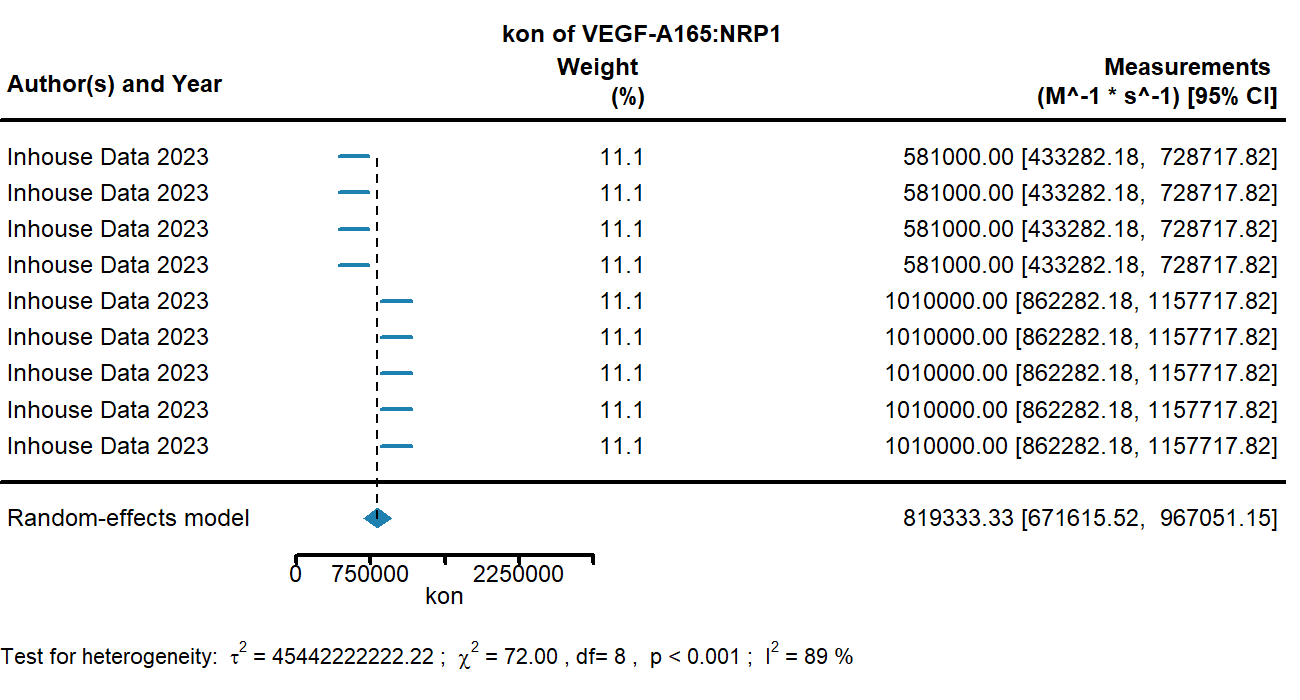 kon of VEGF-A165:NRP1
Author(s) and Year Weight (%) Measurements (M^-1 * s^-1) [95% CI]
Inhouse Data 2023 11.1 581000.00 [433282.18, 728717.82]
Inhouse Data 2023 11.1 581000.00 [433282.18, 728717.82]
Inhouse Data 2023 11.1 581000.00 [433282.18, 728717.82]
Inhouse Data 2023 11.1 581000.00 [433282.18, 728717.82]
Inhouse Data 2023 11.1 1010000.00 [862282.18, 1157717.82]
Inhouse Data 2023 11.1 1010000.00 [862282.18, 1157717.82]
Inhouse Data 2023 11.1 1010000.00 [862282.18, 1157717.82]
Inhouse Data 2023 11.1 1010000.00 [862282.18, 1157717.82]
Inhouse Data 2023 11.1 1010000.00 [862282.18, 1157717.82]
Random-effects model 819333.33 [671615.52, 967051.15]
0 750000 2250000
kon
Test for heterogeneity: τ² = 45442222222.22 ; χ² = 72.00 , df= 8 , p < 0.001 ; I² = 89 %